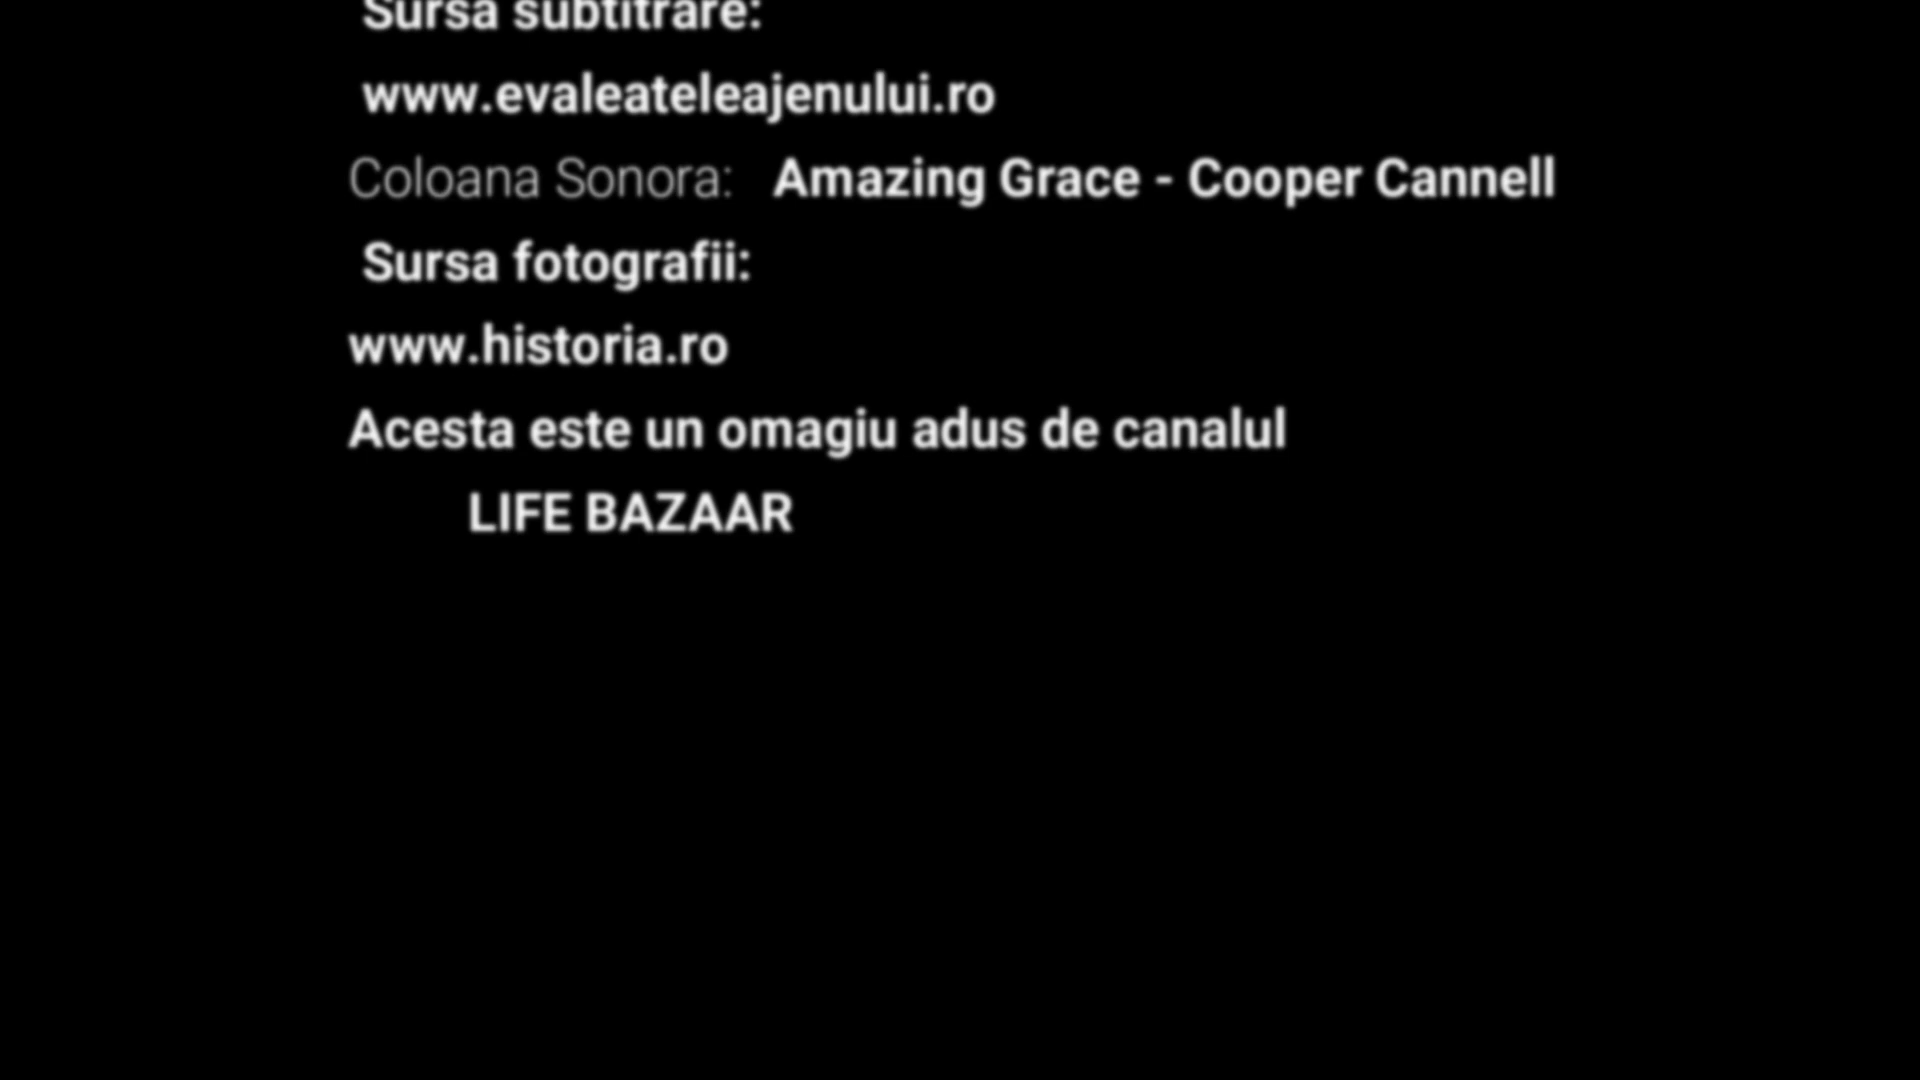 Sursa subtitrare:
www.evaleateleajenului.ro
Coloana Sonora: Amazing Grace - Cooper Cannell
Sursa fotografii:
www.historia.ro
Acesta este un omagiu adus de canalul
LIFE BAZAAR